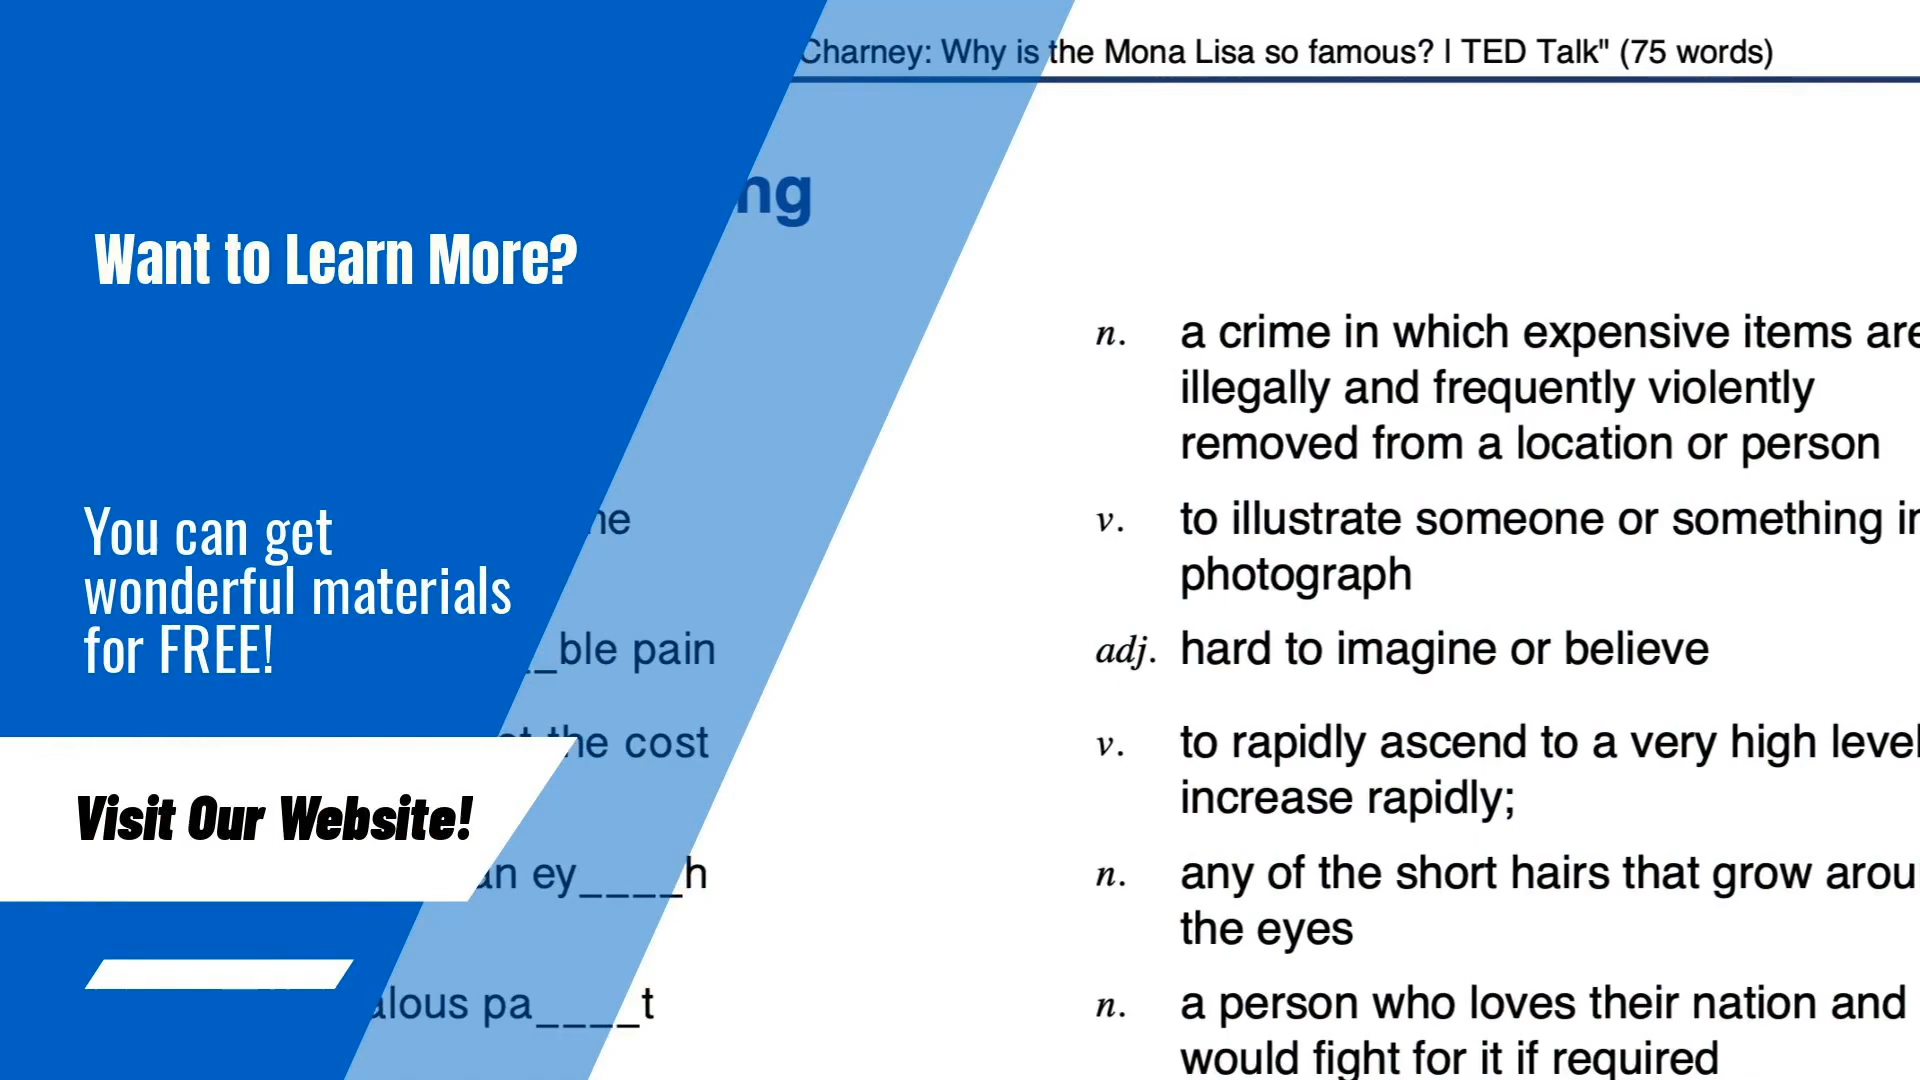 Charney: Why is the Mona Lisa so famous? | TED Talk" (75 words)
ng
Want to Learn More?
You can get
wonderful materials
for FREE!
Visit Our Website!
n. a crime in which expensive items are
illegally and frequently violently
removed from a location or person
v. to illustrate someone or something in
photograph
_ble pain adj. hard to imagine or believe
the cost v. to rapidly ascend to a very high level
increase rapidly;
an ey____h n. any of the short hairs that grow arou
the eyes
alous pa____t n. a person who loves their nation and
would fight for it if required